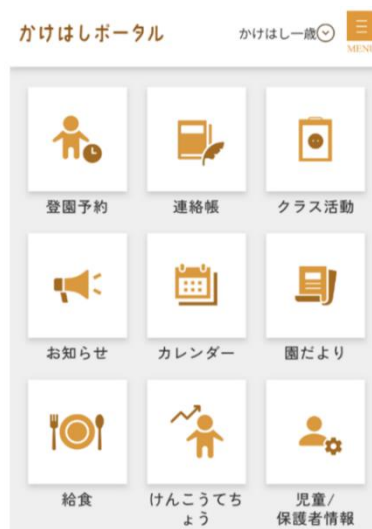 かけはしポータル
かけはし一歳
MENU
登園予約
連絡帳
クラス活動
お知らせ
カレンダー
園だより
給食
けんこうてち
ょう
児童/
保護者情報